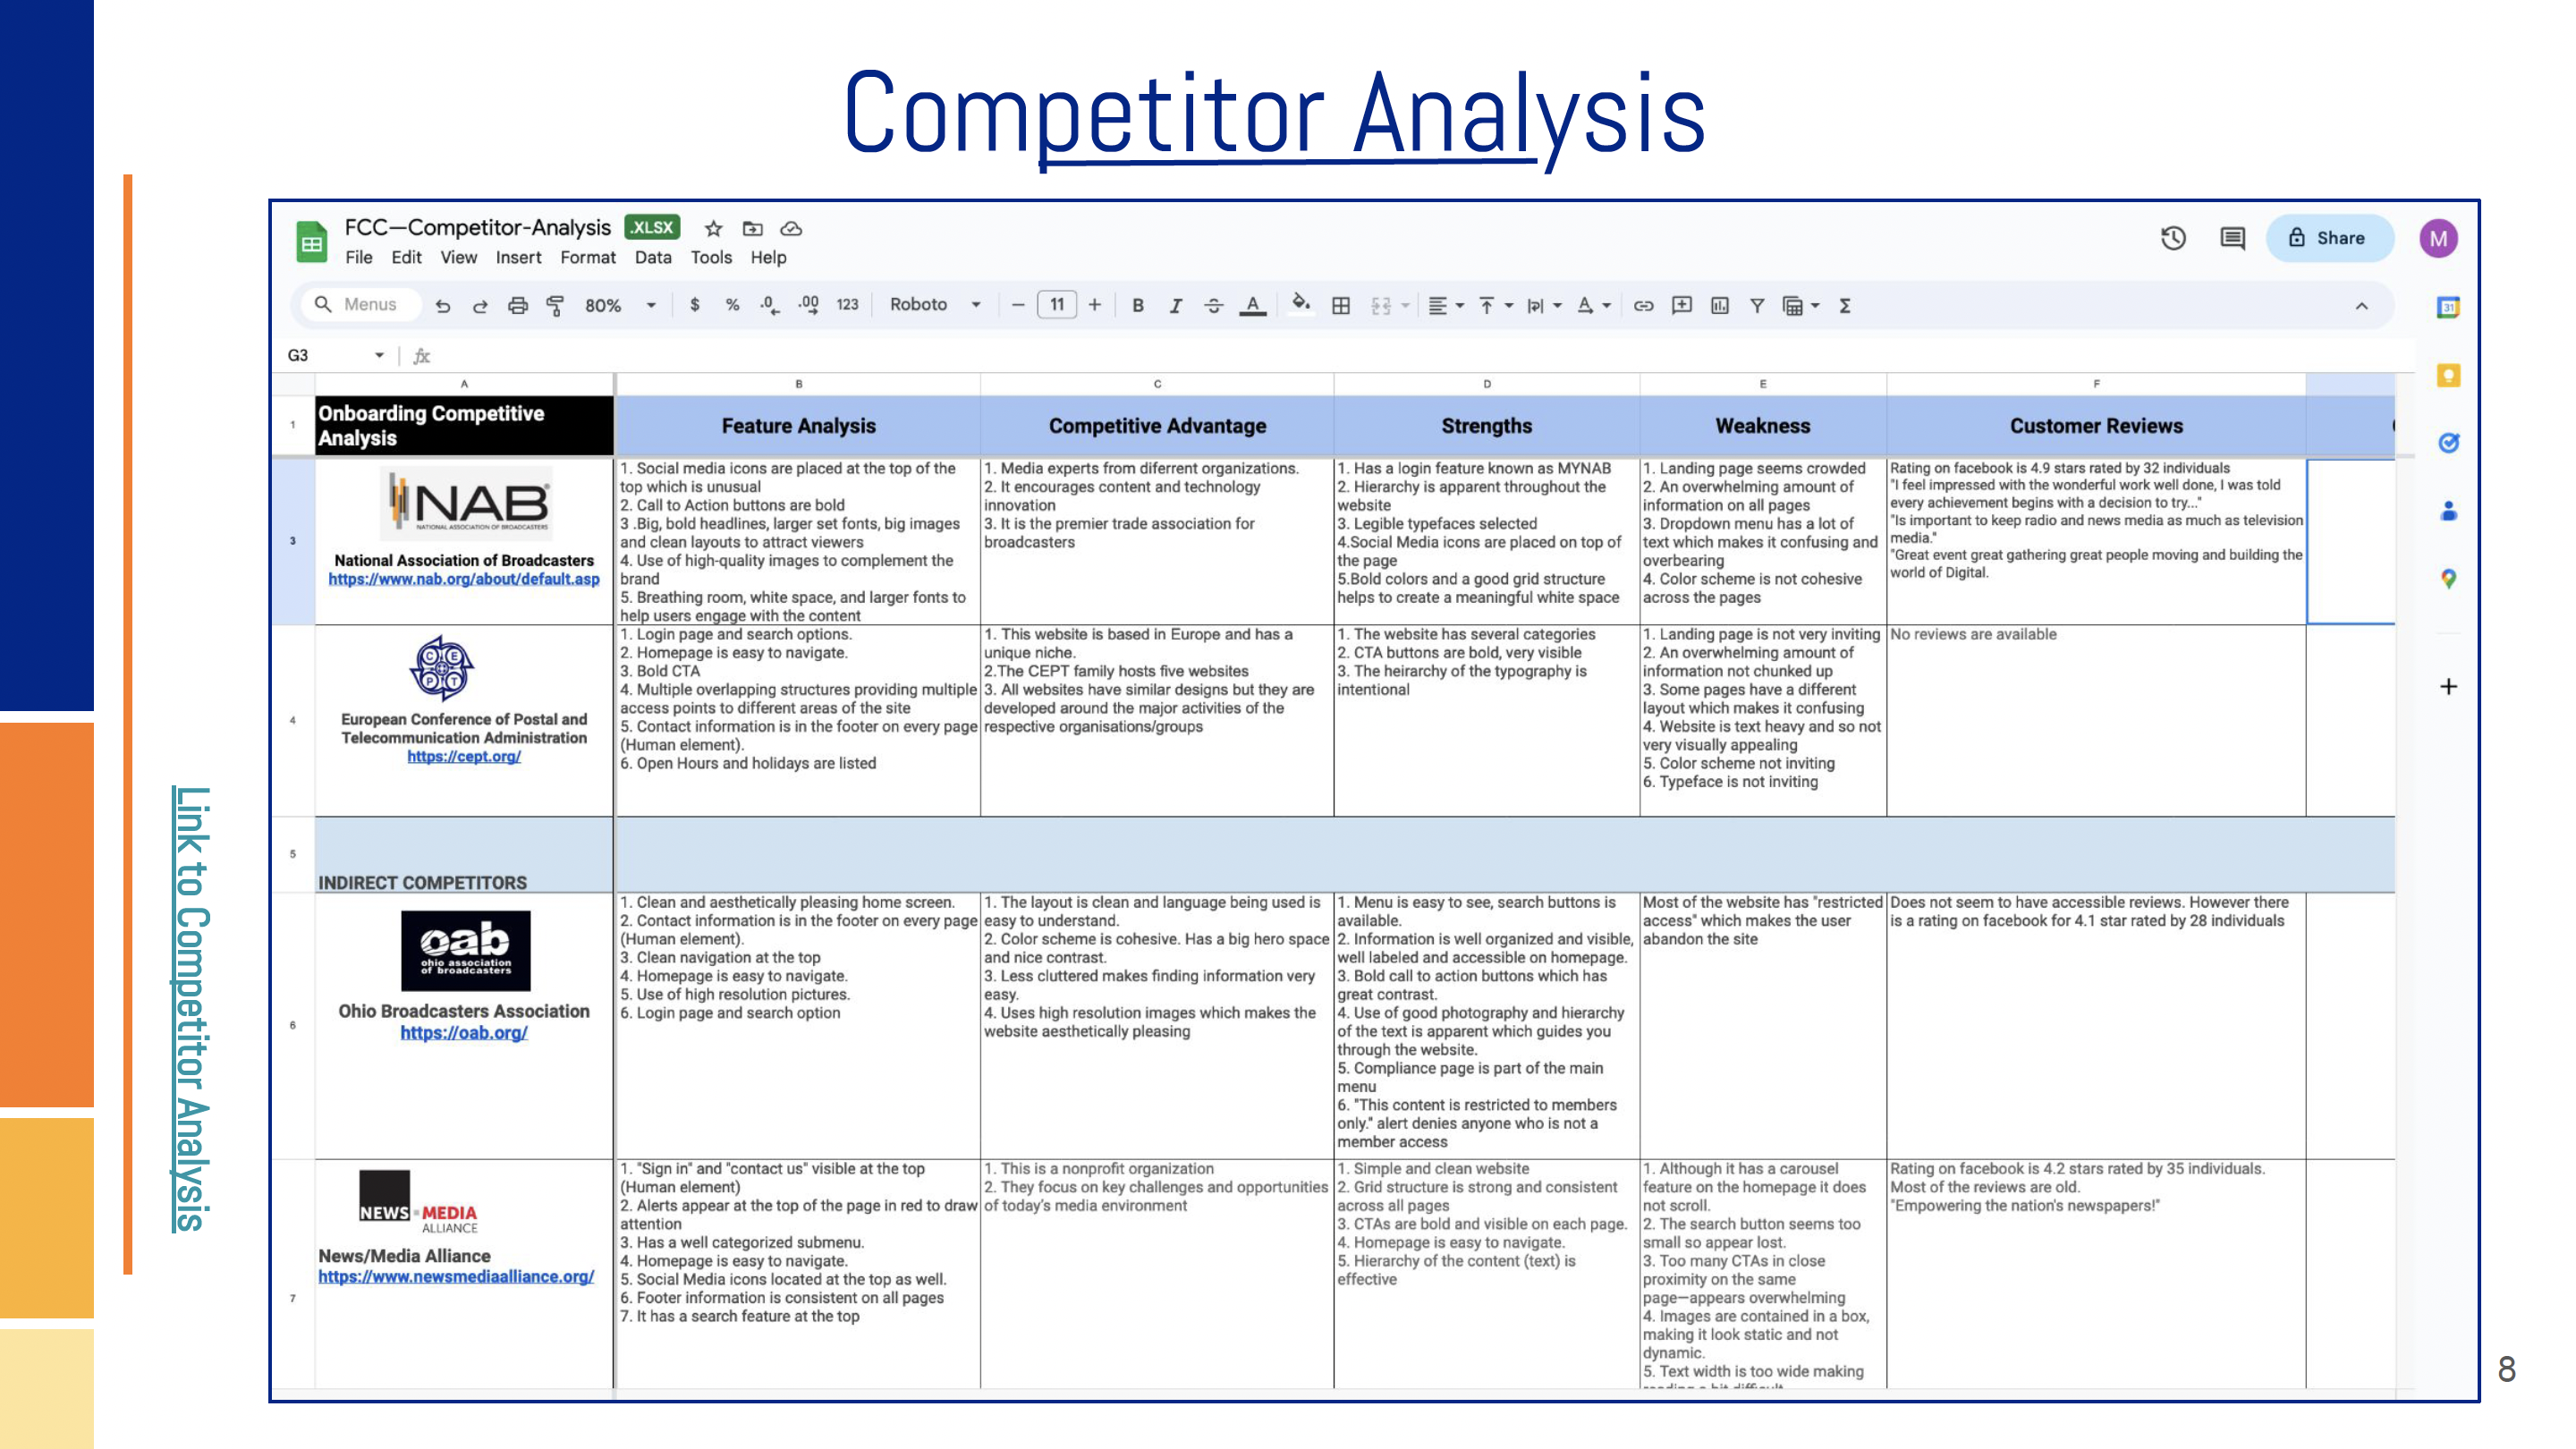 Competitor Analysis
Link to Competitor Analysis
FCC—Competitor-Analysis .XLSX
Share
M
File Edit View Insert Format Data Tools Help
Menus
80%
$ % .0 .00 123
Roboto
11
B I A
31
G3
fx
A B C D E F
1
Onboarding Competitive
Analysis
Feature Analysis
Competitive Advantage
Strengths
Weakness
Customer Reviews
3
NAB
NATIONAL ASSOCIATION OF BROADCASTERS
National Association of Broadcasters
https://www.nab.org/about/default.asp
1. Social media icons are placed at the top of the
top which is unusual
2. Call to Action buttons are bold
3 .Big, bold headlines, larger set fonts, big images
and clean layouts to attract viewers
4. Use of high-quality images to complement the
brand
5. Breathing room, white space, and larger fonts to
help users engage with the content
1. Media experts from diferrent organizations.
2. It encourages content and technology
innovation
3. It is the premier trade association for
broadcasters
1. Has a login feature known as MYNAB
2. Hierarchy is apparent throughout the
website
3. Legible typefaces selected
4.Social Media icons are placed on top of
the page
5.Bold colors and a good grid structure
helps to create a meaningful white space
1. Landing page seems crowded
2. An overwhelming amount of
information on all pages
3. Dropdown menu has a lot of
text which makes it confusing and
overbearing
4. Color scheme is not cohesive
across the pages
Rating on facebook is 4.9 stars rated by 32 individuals
"I feel impressed with the wonderful work well done, I was told
every achievement begins with a decision to try..."
"Is important to keep radio and news media as much as television
media."
"Great event great gathering great people moving and building the
world of Digital.
4
C E P T
European Conference of Postal and
Telecommunication Administration
https://cept.org/
1. Login page and search options.
2. Homepage is easy to navigate.
3. Bold CTA
4. Multiple overlapping structures providing multiple
access points to different areas of the site
5. Contact information is in the footer on every page
(Human element).
6. Open Hours and holidays are listed
1. This website is based in Europe and has a
unique niche.
2.The CEPT family hosts five websites
3. All websites have similar designs but they are
developed around the major activities of the
respective organisations/groups
1. The website has several categories
2. CTA buttons are bold, very visible
3. The heirarchy of the typography is
intentional
1. Landing page is not very inviting
2. An overwhelming amount of
information not chunked up
3. Some pages have a different
layout which makes it confusing
4. Website is text heavy and so not
very visually appealing
5. Color scheme not inviting
6. Typeface is not inviting
No reviews are available
5
INDIRECT COMPETITORS
6
oab
ohio association
of broadcasters
Ohio Broadcasters Association
https://oab.org/
1. Clean and aesthetically pleasing home screen.
2. Contact information is in the footer on every page
(Human element).
3. Clean navigation at the top
4. Homepage is easy to navigate.
5. Use of high resolution pictures.
6. Login page and search option
1. The layout is clean and language being used is
easy to understand.
2. Color scheme is cohesive. Has a big hero space
and nice contrast.
3. Less cluttered makes finding information very
easy.
4. Uses high resolution images which makes the
website aesthetically pleasing
1. Menu is easy to see, search buttons is
available.
2. Information is well organized and visible,
well labeled and accessible on homepage.
3. Bold call to action buttons which has
great contrast.
4. Use of good photography and hierarchy
of the text is apparent which guides you
through the website.
5. Compliance page is part of the main
menu
6. "This content is restricted to members
only." alert denies anyone who is not a
member access
Most of the website has "restricted
access" which makes the user
abandon the site
Does not seem to have accessible reviews. However there
is a rating on facebook for 4.1 star rated by 28 individuals
7
NEWS MEDIA
ALLIANCE
News/Media Alliance
https://www.newsmediaalliance.org/
1. "Sign in" and "contact us" visible at the top
(Human element)
2. Alerts appear at the top of the page in red to draw
attention
3. Has a well categorized submenu.
4. Homepage is easy to navigate.
5. Social Media icons located at the top as well.
6. Footer information is consistent on all pages
7. It has a search feature at the top
1. This is a nonprofit organization
2. They focus on key challenges and opportunities
of today's media environment
1. Simple and clean website
2. Grid structure is strong and consistent
across all pages
3. CTAs are bold and visible on each page.
4. Homepage is easy to navigate.
5. Hierarchy of the content (text) is
effective
1. Although it has a carousel
feature on the homepage it does
not scroll.
2. The search button seems too
small so appear lost.
3. Too many CTAs in close
proximity on the same
page—appears overwhelming
4. Images are contained in a box,
making it look static and not
dynamic.
5. Text width is too wide making
Rating on facebook is 4.2 stars rated by 35 individuals.
Most of the reviews are old.
"Empowering the nation's newspapers!"
8